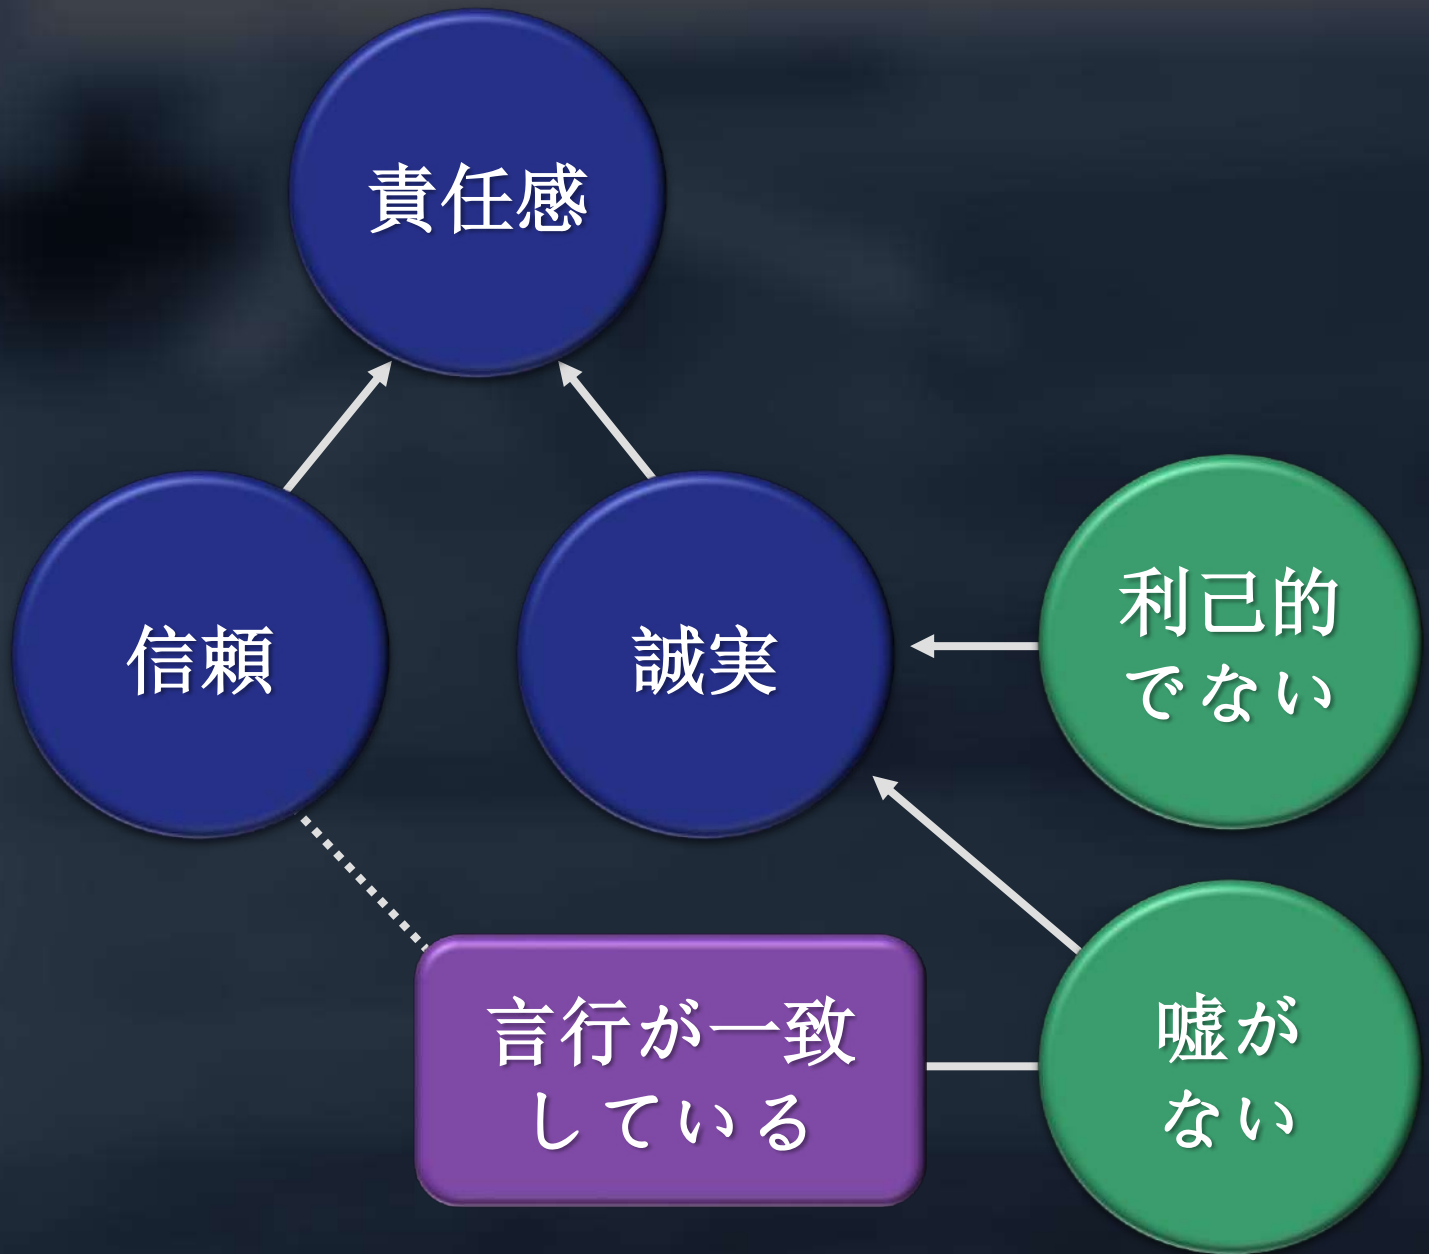 責任感
信頼
誠実
利己的
でない
言行が一致
している
嘘が
ない